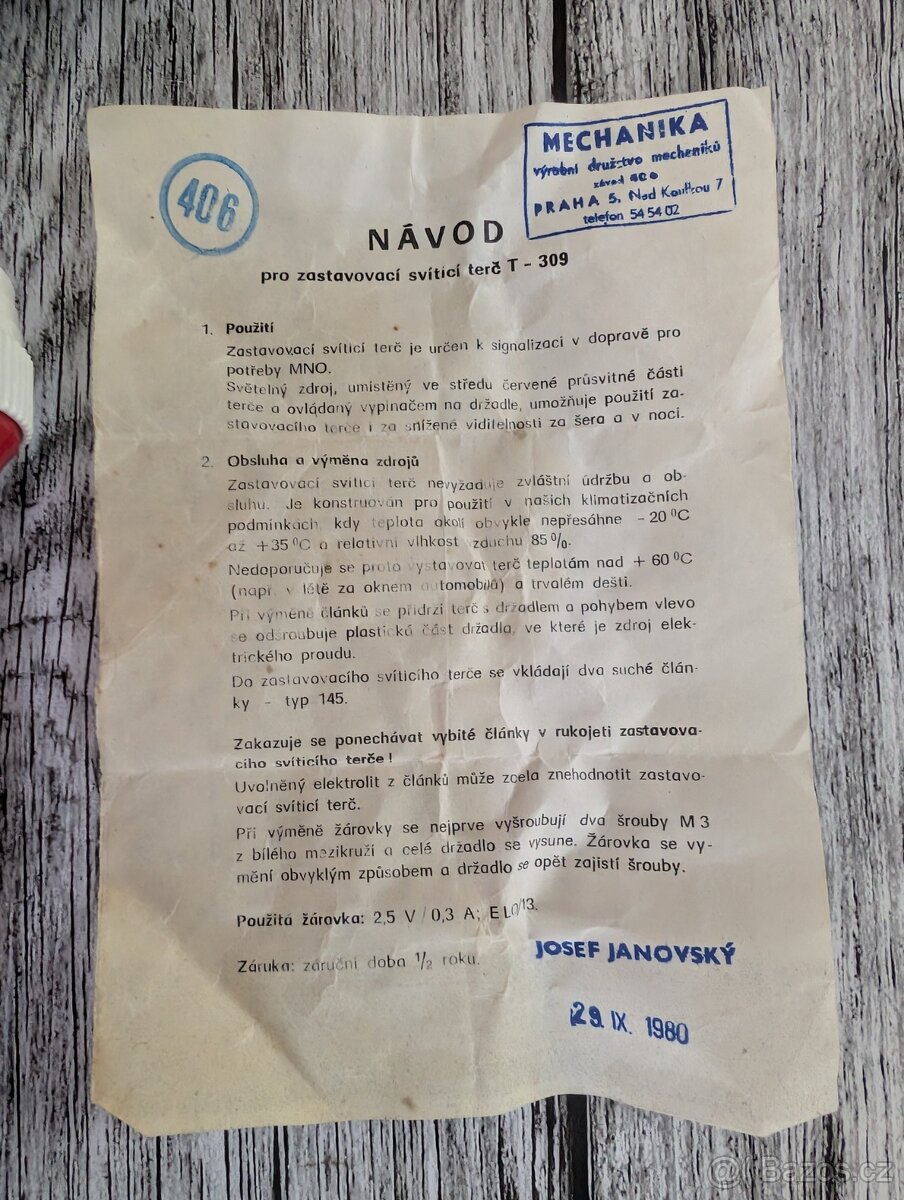 406
MECHANIKA
výrobní družstvo mechaniků
závod 406
PRAHA 5, Nad Koulkou 7
telefon 54 54 02
NÁVOD
pro zastavovací svíticí terč T - 309
1. Použití
Zastavovací svíticí terč je určen k signalizaci v dopravě pro
potřeby MNO.
Světelný zdroj, umístěný ve středu červené průsvitné části
terče a ovládaný vypínačem na držadle, umožňuje použití za-
stavovacího terce i za snížené viditelnosti za šera a v noci.
2. Obsluha a výměna zdrojů
Zastavovací svíticí terč nevyžaduje zvláštní údržbu a ob-
sluhu. Je konstruován pro použití v našich klimatizačních
podmínkách, kdy teplota okolí obvykle nepřesáhne - 20 °C
až + 35 °C a relativní vlhkost vzduchu 85 %.
Nedoporučuje se proto vystavovat terč teplotám nad + 60 °C
(např. v létě za oknem automobilu) a trvalém dešti.
Při výměně článků se přidrží terč s držadlem a pohybem vlevo
se odšroubuje plastická část držadla, ve které je zdroj elek-
trického proudu.
Do zastavovacího svíticího terče se vkládají dva suché člán-
ky - typ 145.
Zakazuje se ponechávat vybité články v rukojeti zastavova-
cího svíticího terče !
Uvolněný elektrolit z článků může zcela znehodnotit zastavo-
vací svíticí terč.
Při výměně žárovky se nejprve vyšroubují dva šrouby M 3
z bílého mezikruží a celé držadlo se vysune. Žárovka se vy-
mění obvyklým způsobem a držadlo se opět zajistí šrouby.
Použitá žárovka: 2,5 V / 0,3 A; E LO/13.
Záruka: záruční doba 1/2 roku.
JOSEF JANOVSKÝ
29. IX. 1980
Bazos.cz